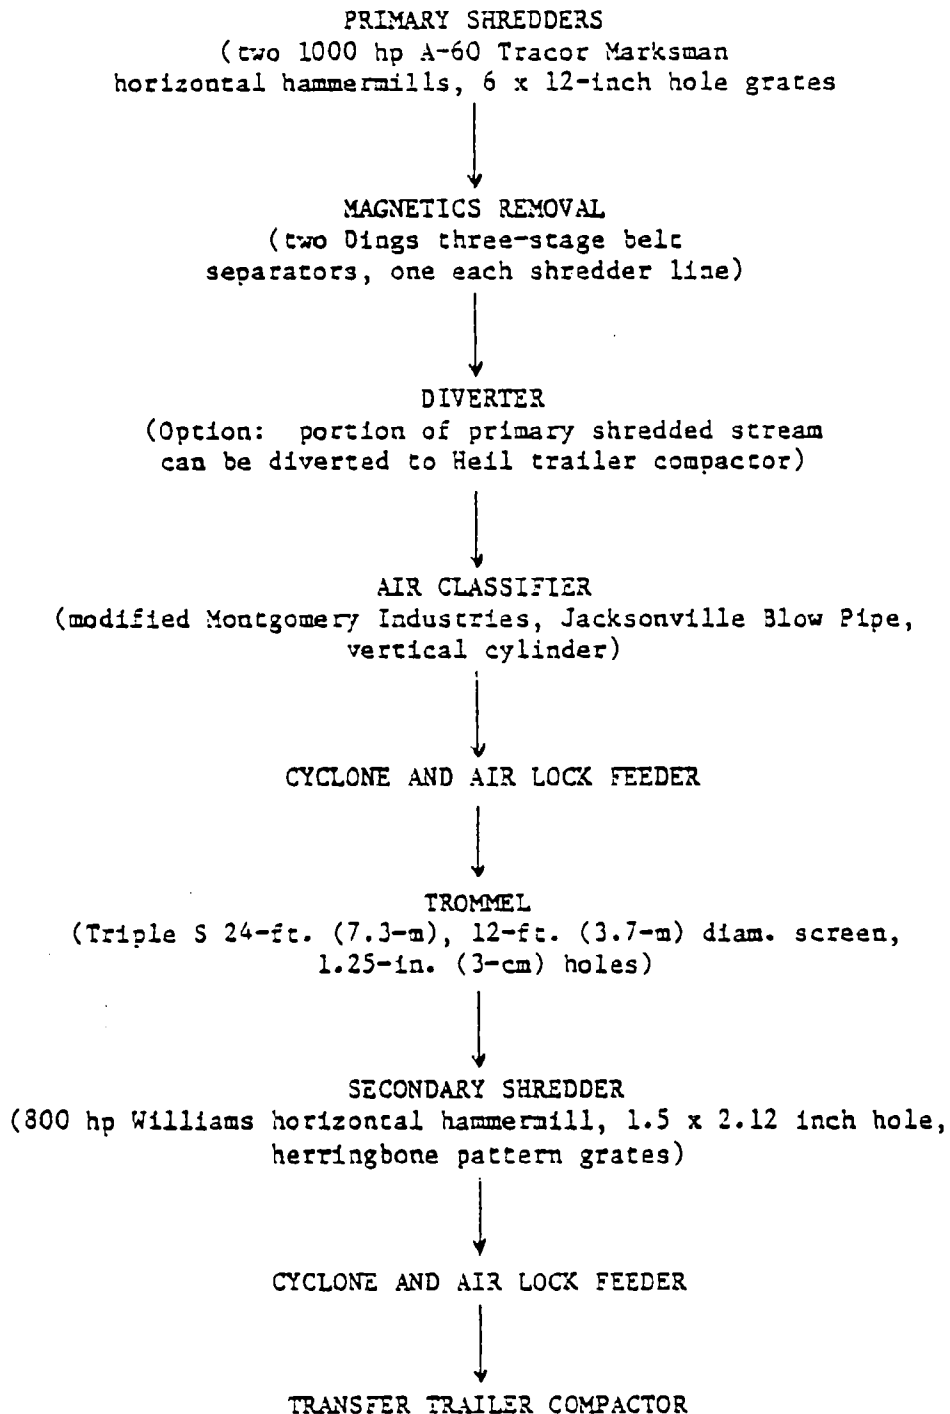 PRIMARY SHREDDERS
(two 1000 hp A-60 Tracor Marksman
horizontal hammermills, 6 x 12-inch hole grates
MAGNETICS REMOVAL
(two Dings three-stage belt
separators, one each shredder line)
DIVERTER
(Option: portion of primary shredded stream
can be diverted to Heil trailer compactor)
AIR CLASSIFIER
(modified Montgomery Industries, Jacksonville Blow Pipe,
vertical cylinder)
CYCLONE AND AIR LOCK FEEDER
TROMMEL
(Triple S 24-ft. (7.3-m), 12-ft. (3.7-m) diam. screen,
1.25-in. (3-cm) holes)
SECONDARY SHREDDER
(800 hp Williams horizontal hammermill, 1.5 x 2.12 inch hole,
herringbone pattern grates)
CYCLONE AND AIR LOCK FEEDER
TRANSFER TRAILER COMPACTOR